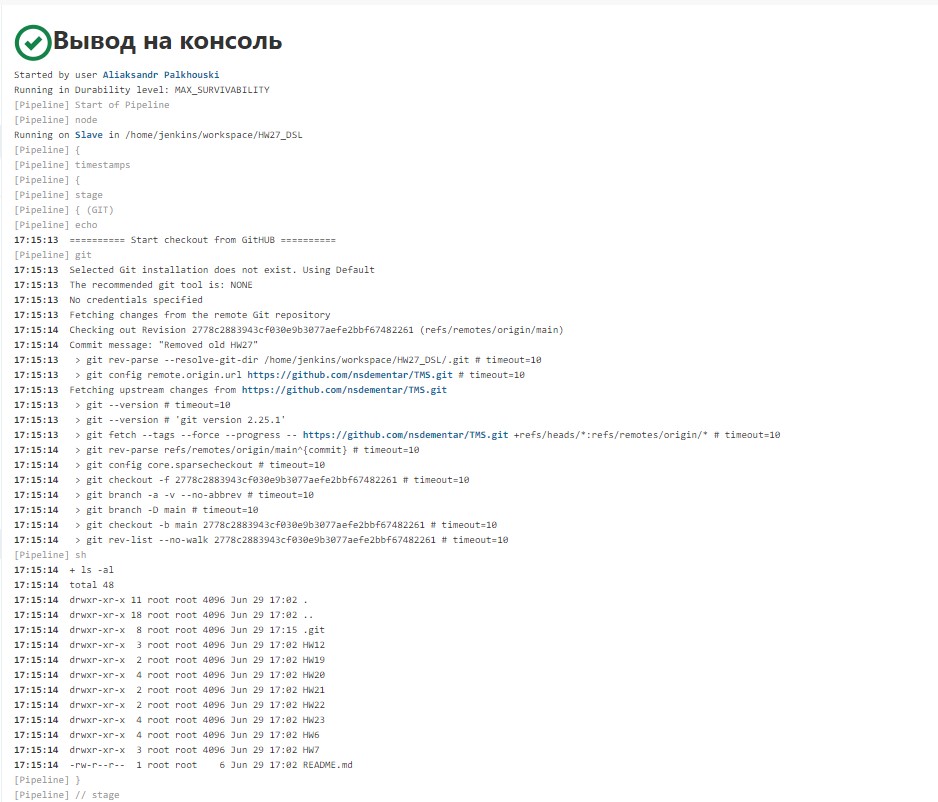 Вывод на консоль
Started by user Aliaksandr Palkhouski
Running in Durability level: MAX_SURVIVABILITY
[Pipeline] Start of Pipeline
[Pipeline] node
Running on Slave in /home/jenkins/workspace/HW27_DSL
[Pipeline] {
[Pipeline] timestamps
[Pipeline] {
[Pipeline] stage
[Pipeline] { (GIT)
[Pipeline] echo
17:15:13  ========== Start checkout from GitHUB ==========
[Pipeline] git
17:15:13  Selected Git installation does not exist. Using Default
17:15:13  The recommended git tool is: NONE
17:15:13  No credentials specified
17:15:13  Fetching changes from the remote Git repository
17:15:14  Checking out Revision 2778c2883943cf030e9b3077aefe2bbf67482261 (refs/remotes/origin/main)
17:15:14  Commit message: "Removed old HW27"
17:15:13   > git rev-parse --resolve-git-dir /home/jenkins/workspace/HW27_DSL/.git # timeout=10
17:15:13   > git config remote.origin.url https://github.com/nsdementar/TMS.git # timeout=10
17:15:13  Fetching upstream changes from https://github.com/nsdementar/TMS.git
17:15:13   > git --version # timeout=10
17:15:13   > git --version # 'git version 2.25.1'
17:15:13   > git fetch --tags --force --progress -- https://github.com/nsdementar/TMS.git +refs/heads/*:refs/remotes/origin/* # timeout=10
17:15:14   > git rev-parse refs/remotes/origin/main^{commit} # timeout=10
17:15:14   > git config core.sparsecheckout # timeout=10
17:15:14   > git checkout -f 2778c2883943cf030e9b3077aefe2bbf67482261 # timeout=10
17:15:14   > git branch -a -v --no-abbrev # timeout=10
17:15:14   > git branch -D main # timeout=10
17:15:14   > git checkout -b main 2778c2883943cf030e9b3077aefe2bbf67482261 # timeout=10
17:15:14   > git rev-list --no-walk 2778c2883943cf030e9b3077aefe2bbf67482261 # timeout=10
[Pipeline] sh
17:15:14  + ls -al
17:15:14  total 48
17:15:14  drwxr-xr-x 11 root root 4096 Jun 29 17:02 .
17:15:14  drwxr-xr-x 18 root root 4096 Jun 29 17:02 ..
17:15:14  drwxr-xr-x  8 root root 4096 Jun 29 17:15 .git
17:15:14  drwxr-xr-x  3 root root 4096 Jun 29 17:02 HW12
17:15:14  drwxr-xr-x  2 root root 4096 Jun 29 17:02 HW19
17:15:14  drwxr-xr-x  4 root root 4096 Jun 29 17:02 HW20
17:15:14  drwxr-xr-x  2 root root 4096 Jun 29 17:02 HW21
17:15:14  drwxr-xr-x  2 root root 4096 Jun 29 17:02 HW22
17:15:14  drwxr-xr-x  4 root root 4096 Jun 29 17:02 HW23
17:15:14  drwxr-xr-x  4 root root 4096 Jun 29 17:02 HW6
17:15:14  drwxr-xr-x  3 root root 4096 Jun 29 17:02 HW7
17:15:14  -rw-r--r--  1 root root    6 Jun 29 17:02 README.md
[Pipeline] }
[Pipeline] // stage